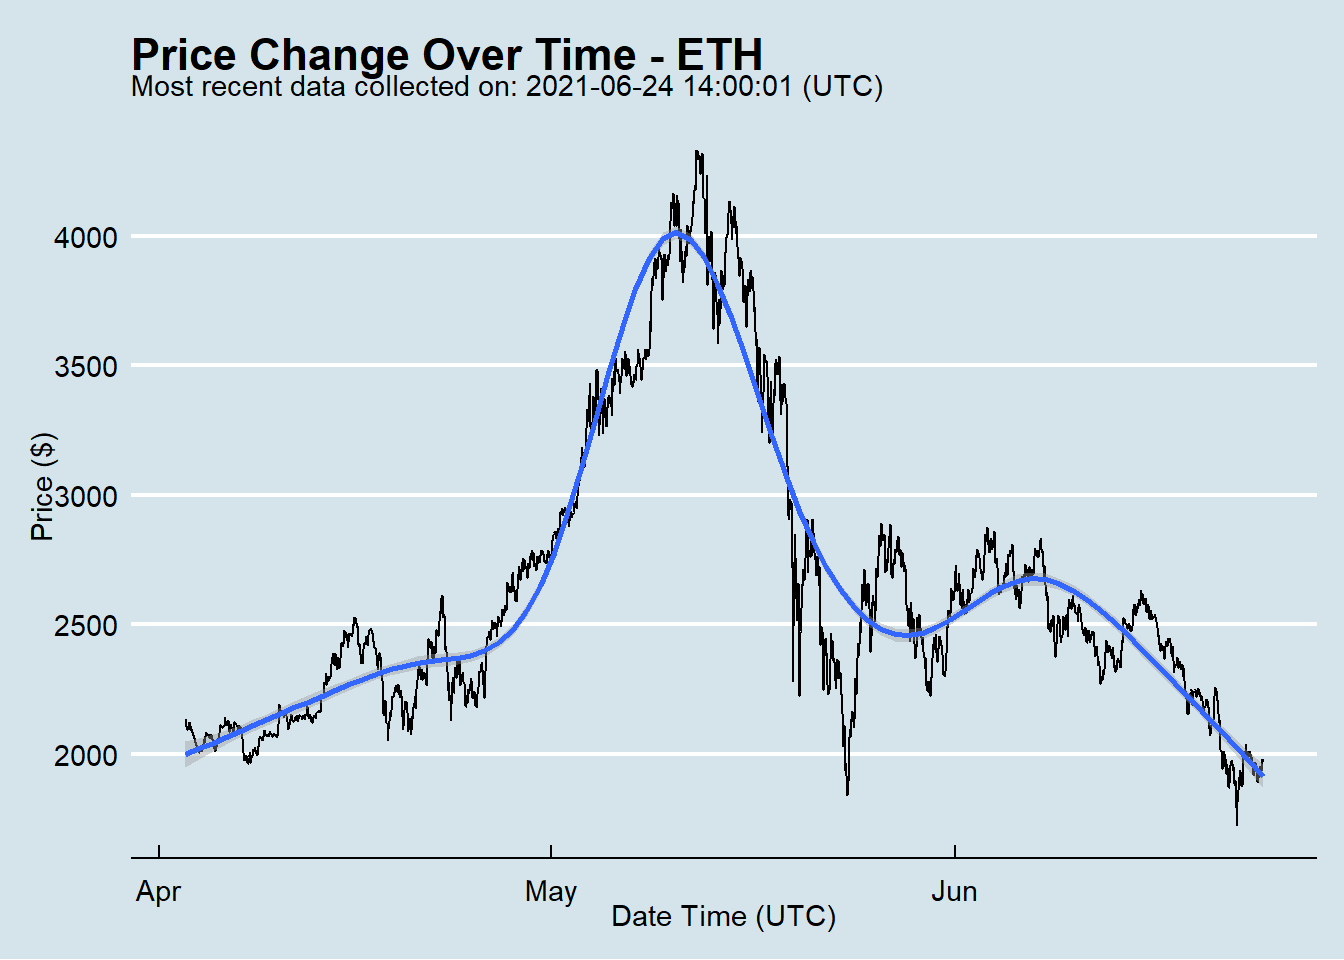 Price Change Over Time - ETH
Most recent data collected on: 2021-06-24 14:00:01 (UTC)
Price ($)
4000
3500
3000
2500
2000
Apr
May
Jun
Date Time (UTC)